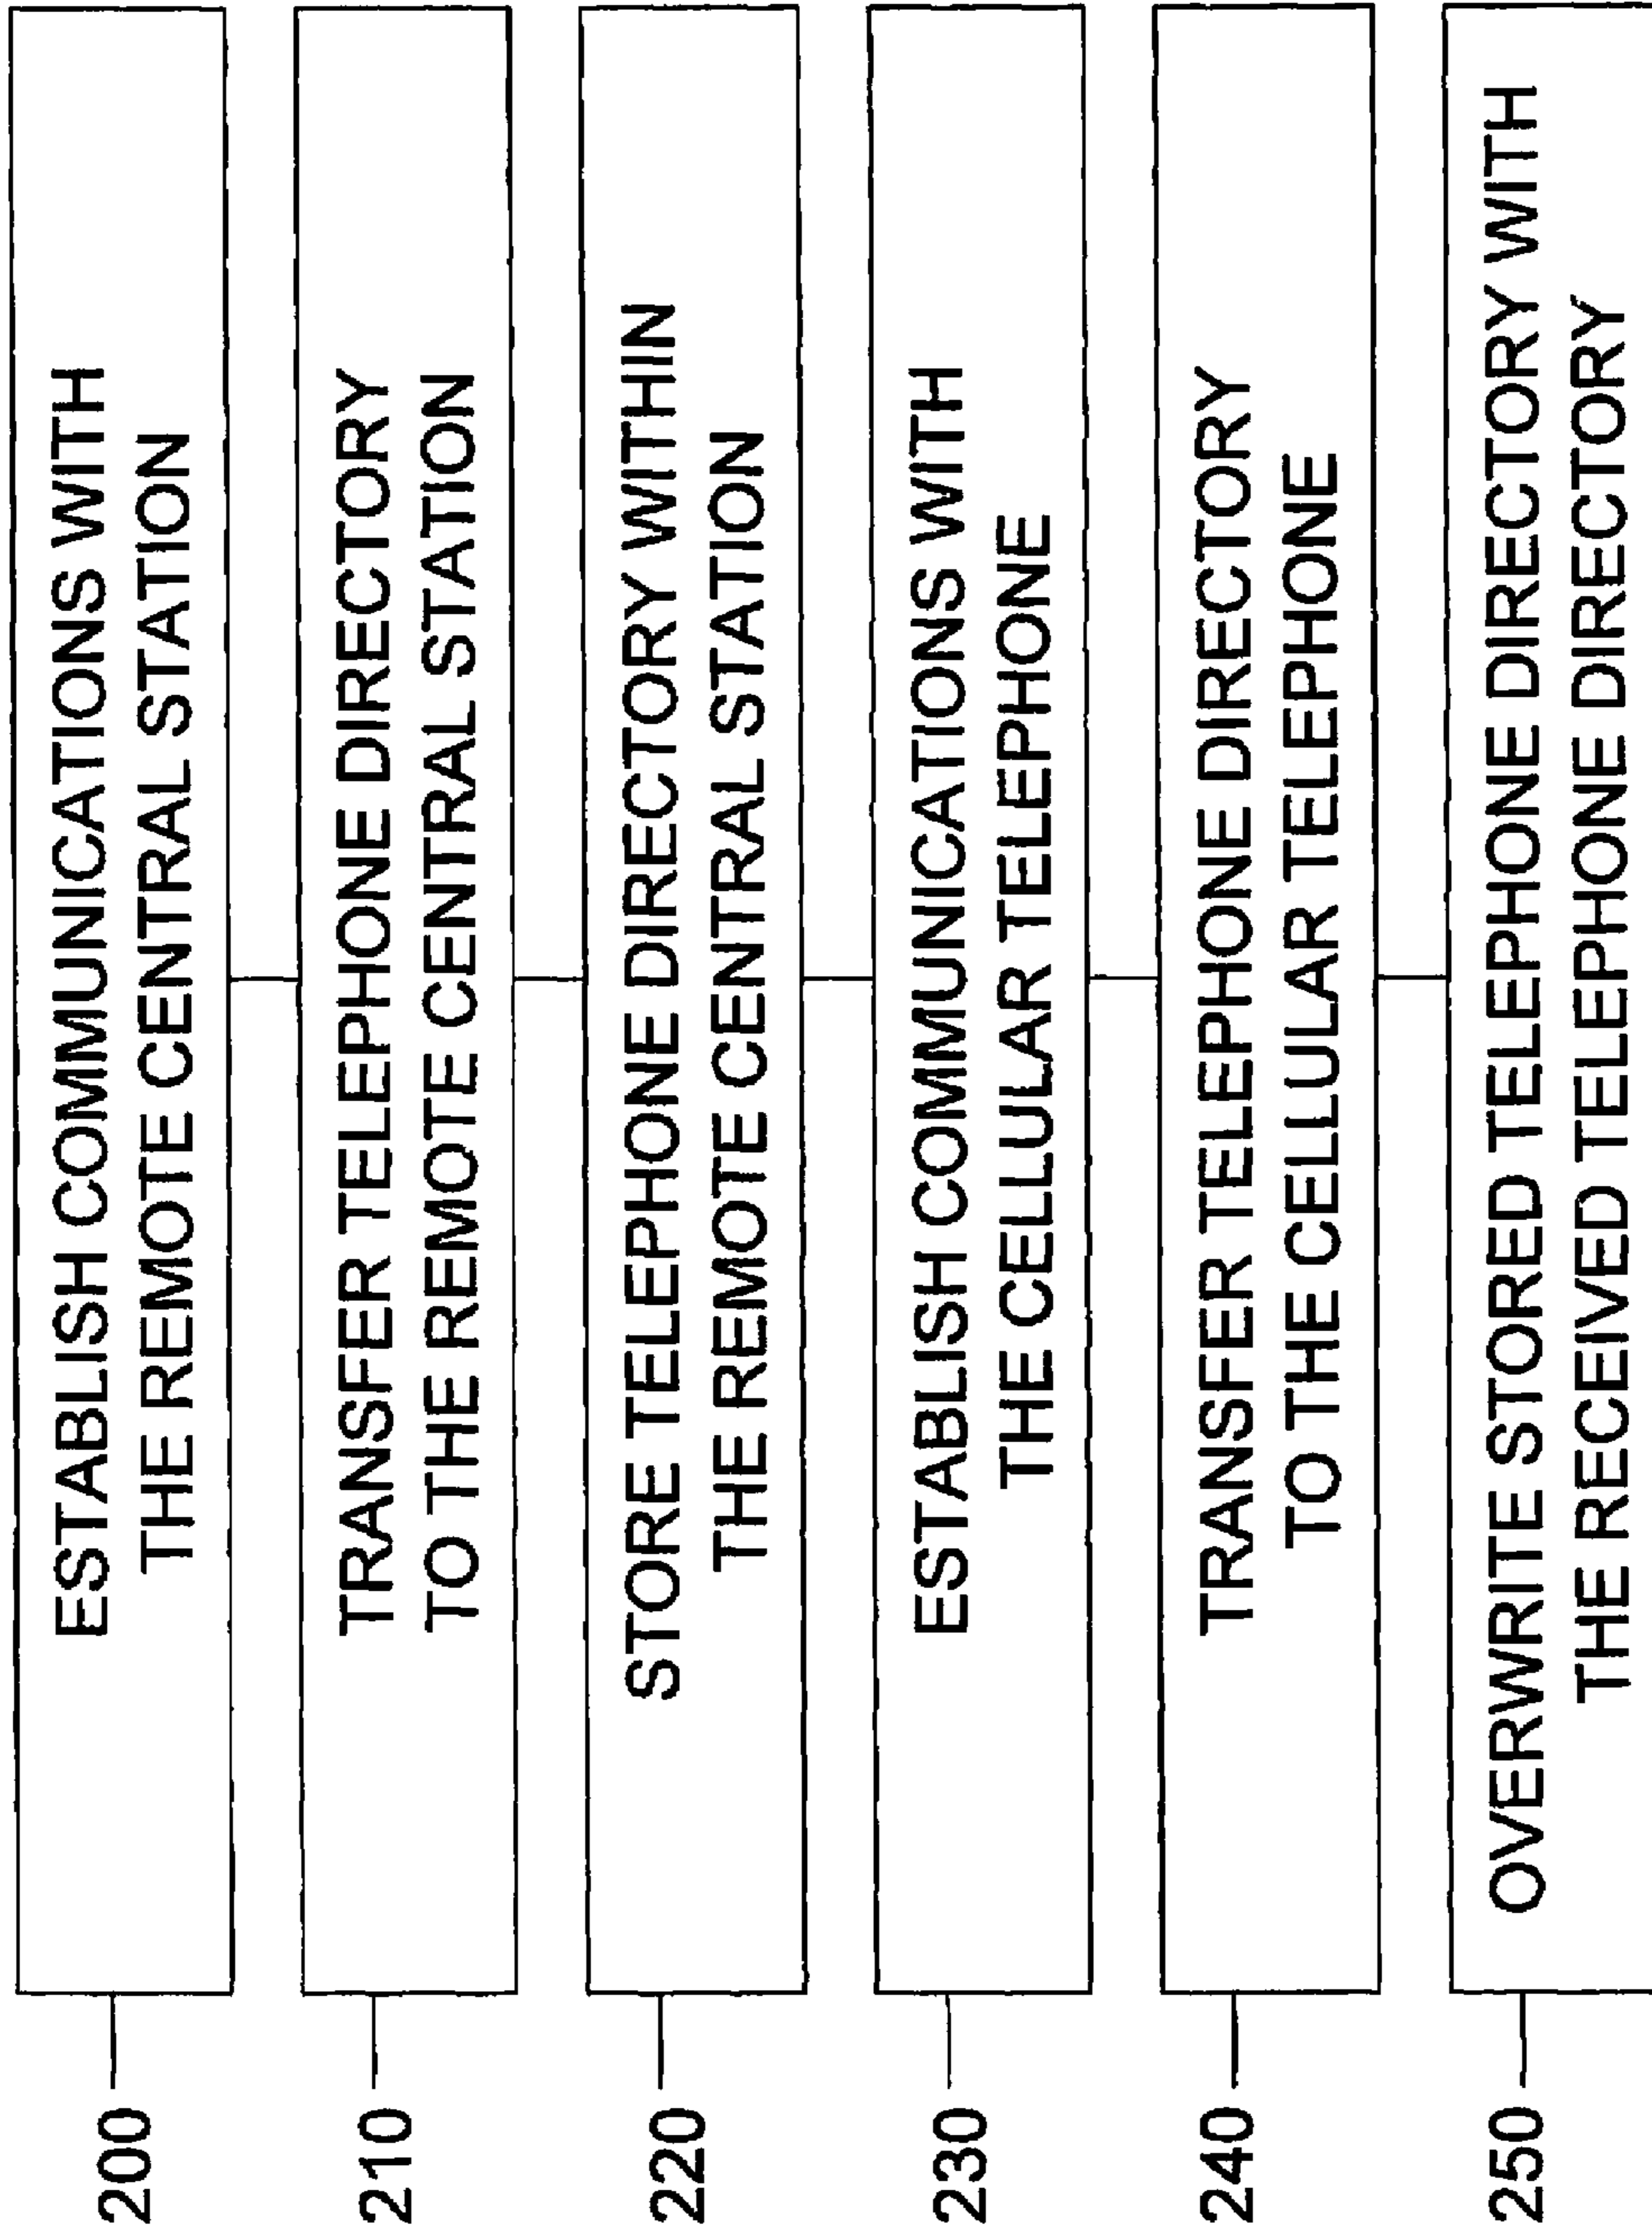 200
ESTABLISH COMMUNICATIONS WITH
THE REMOTE CENTRAL STATION
210
TRANSFER TELEPHONE DIRECTORY
TO THE REMOTE CENTRAL STATION
220
STORE TELEPHONE DIRECTORY WITHIN
THE REMOTE CENTRAL STATION
230
ESTABLISH COMMUNICATIONS WITH
THE CELLULAR TELEPHONE
240
TRANSFER TELEPHONE DIRECTORY
TO THE CELLULAR TELEPHONE
250
OVERWRITE STORED TELEPHONE DIRECTORY WITH
THE RECEIVED TELEPHONE DIRECTORY